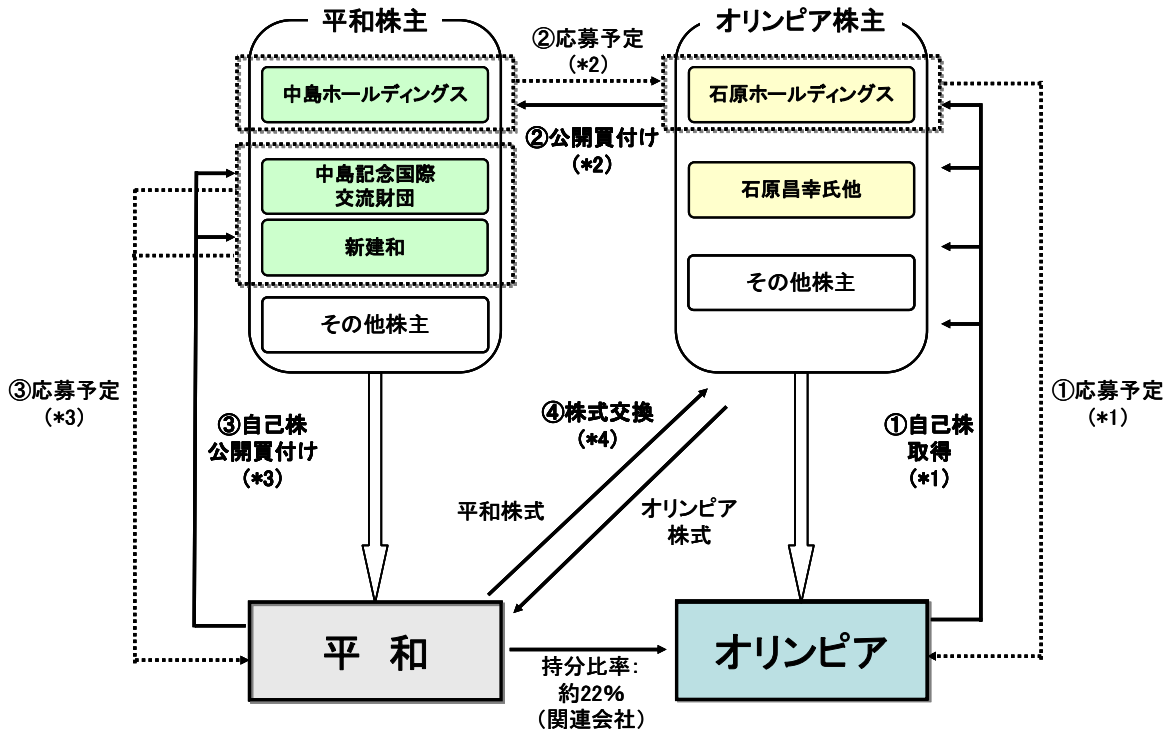 平和株主
オリンピア株主
②応募予定
(*2)
中島ホールディングス
石原ホールディングス
②公開買付け
(*2)
中島記念国際
交流財団
石原昌幸氏他
新建和
その他株主
その他株主
③応募予定
(*3)
①応募予定
(*1)
③自己株
公開買付け
(*3)
④株式交換
(*4)
①自己株
取得
(*1)
平和株式
オリンピア
株式
平 和
オリンピア
持分比率：
約22%
（関連会社）